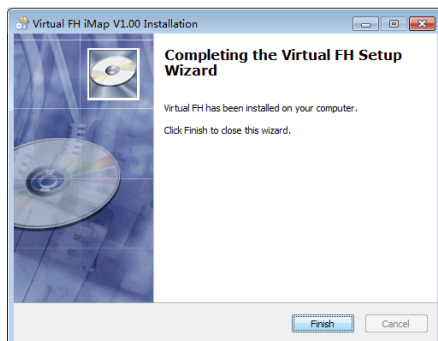 Virtual FH iMap V1.00 Installation
Completing the Virtual FH Setup
Wizard
Virtual FH has been installed on your computer.
Click Finish to close this wizard.
Finish
Cancel